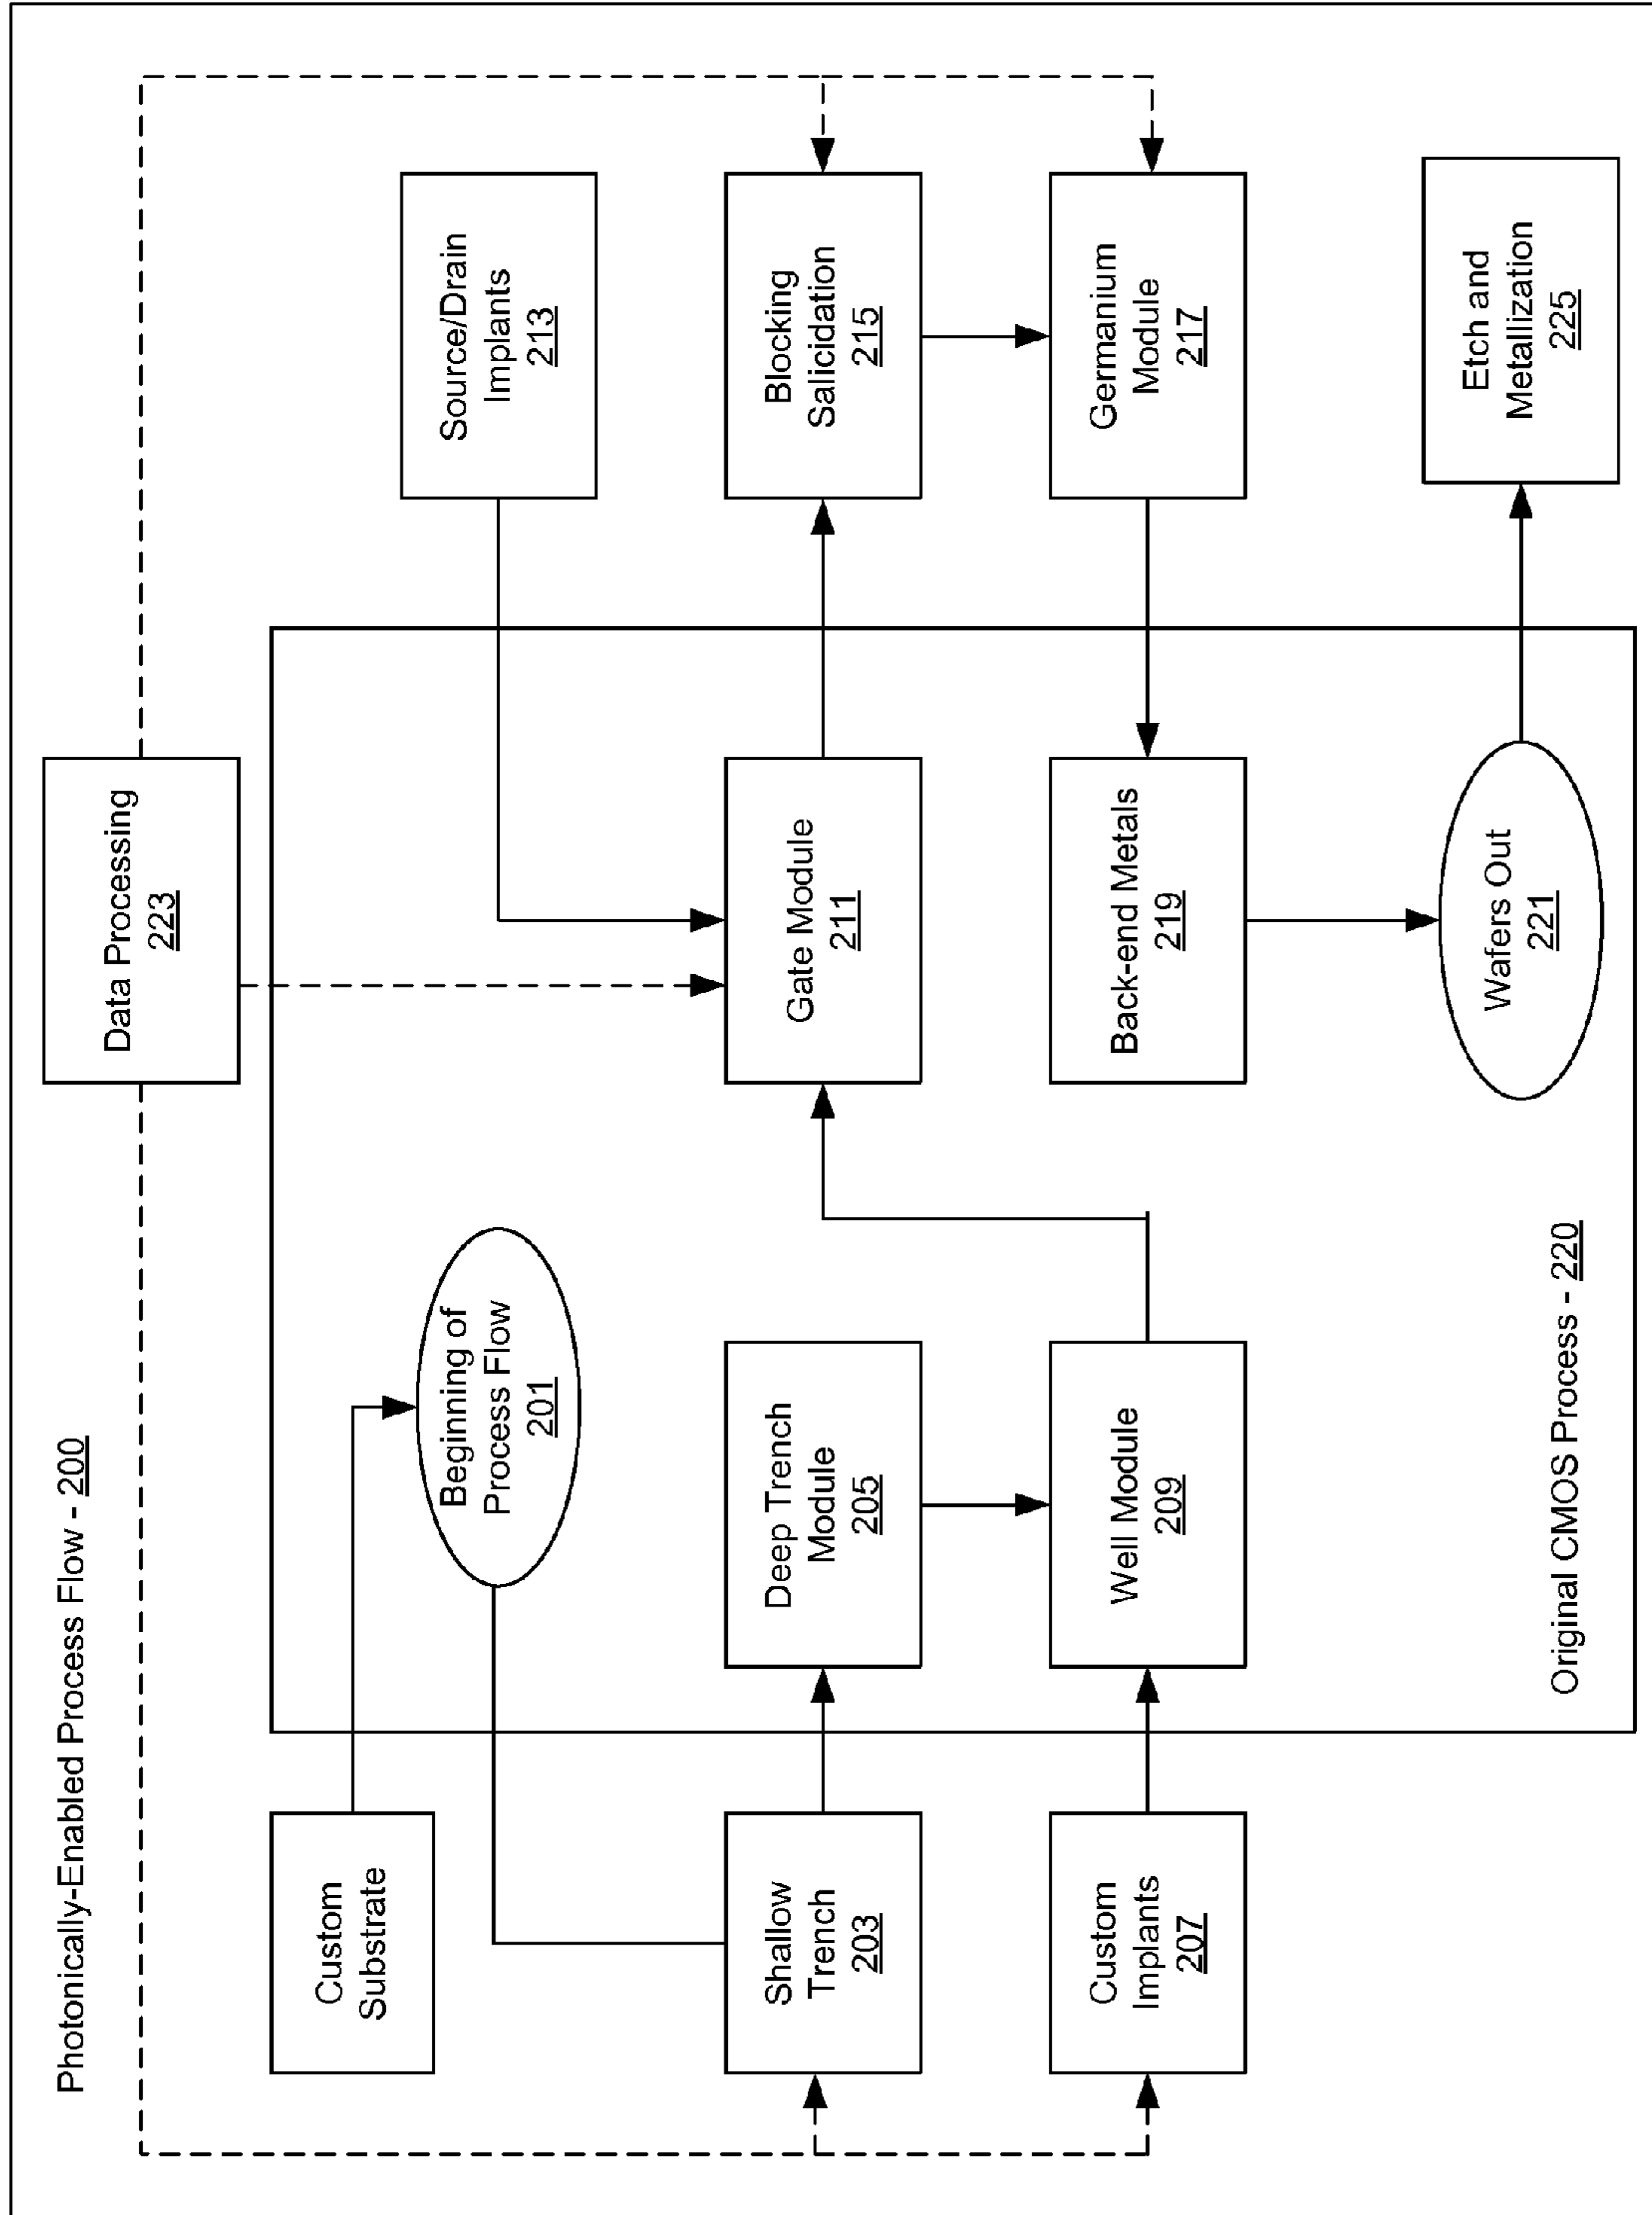 Photonically-Enabled Process Flow - 200
Data Processing
223
Custom
Substrate
Beginning of
Process Flow
201
Source/Drain
Implants
213
Shallow
Trench
203
Deep Trench
Module
205
Gate Module
211
Blocking
Salicidation
215
Custom
Implants
207
Well Module
209
Back-end Metals
219
Germanium
Module
217
Original CMOS Process - 220
Wafers Out
221
Etch and
Metallization
225